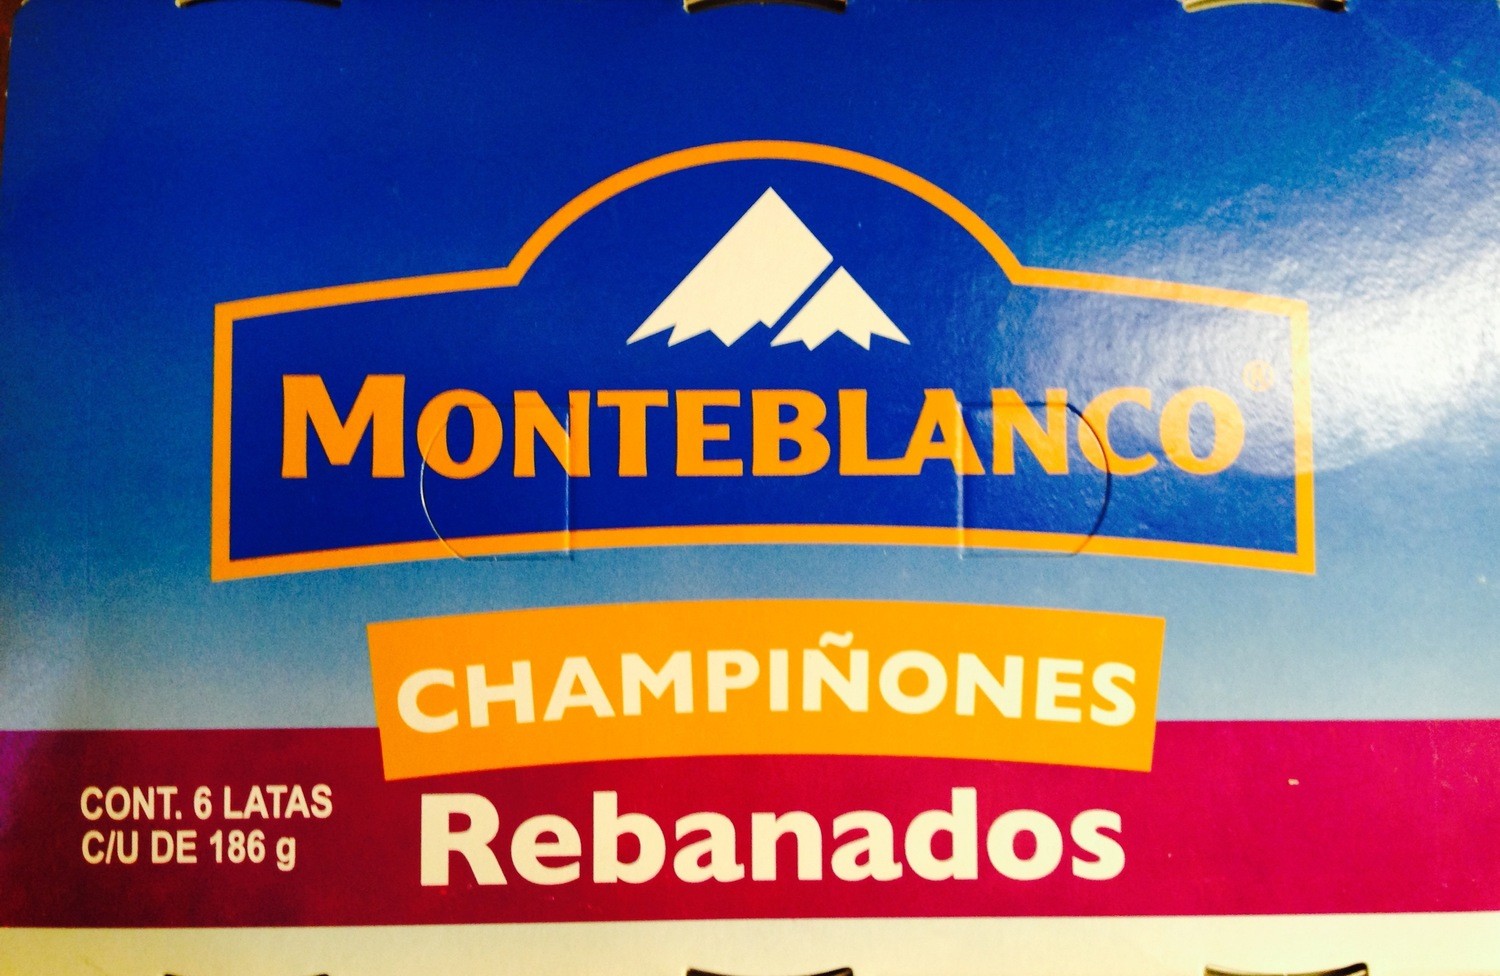 MONTEBLANCO®
CHAMPIÑONES
Rebanados
CONT. 6 LATAS
C/U DE 186 g